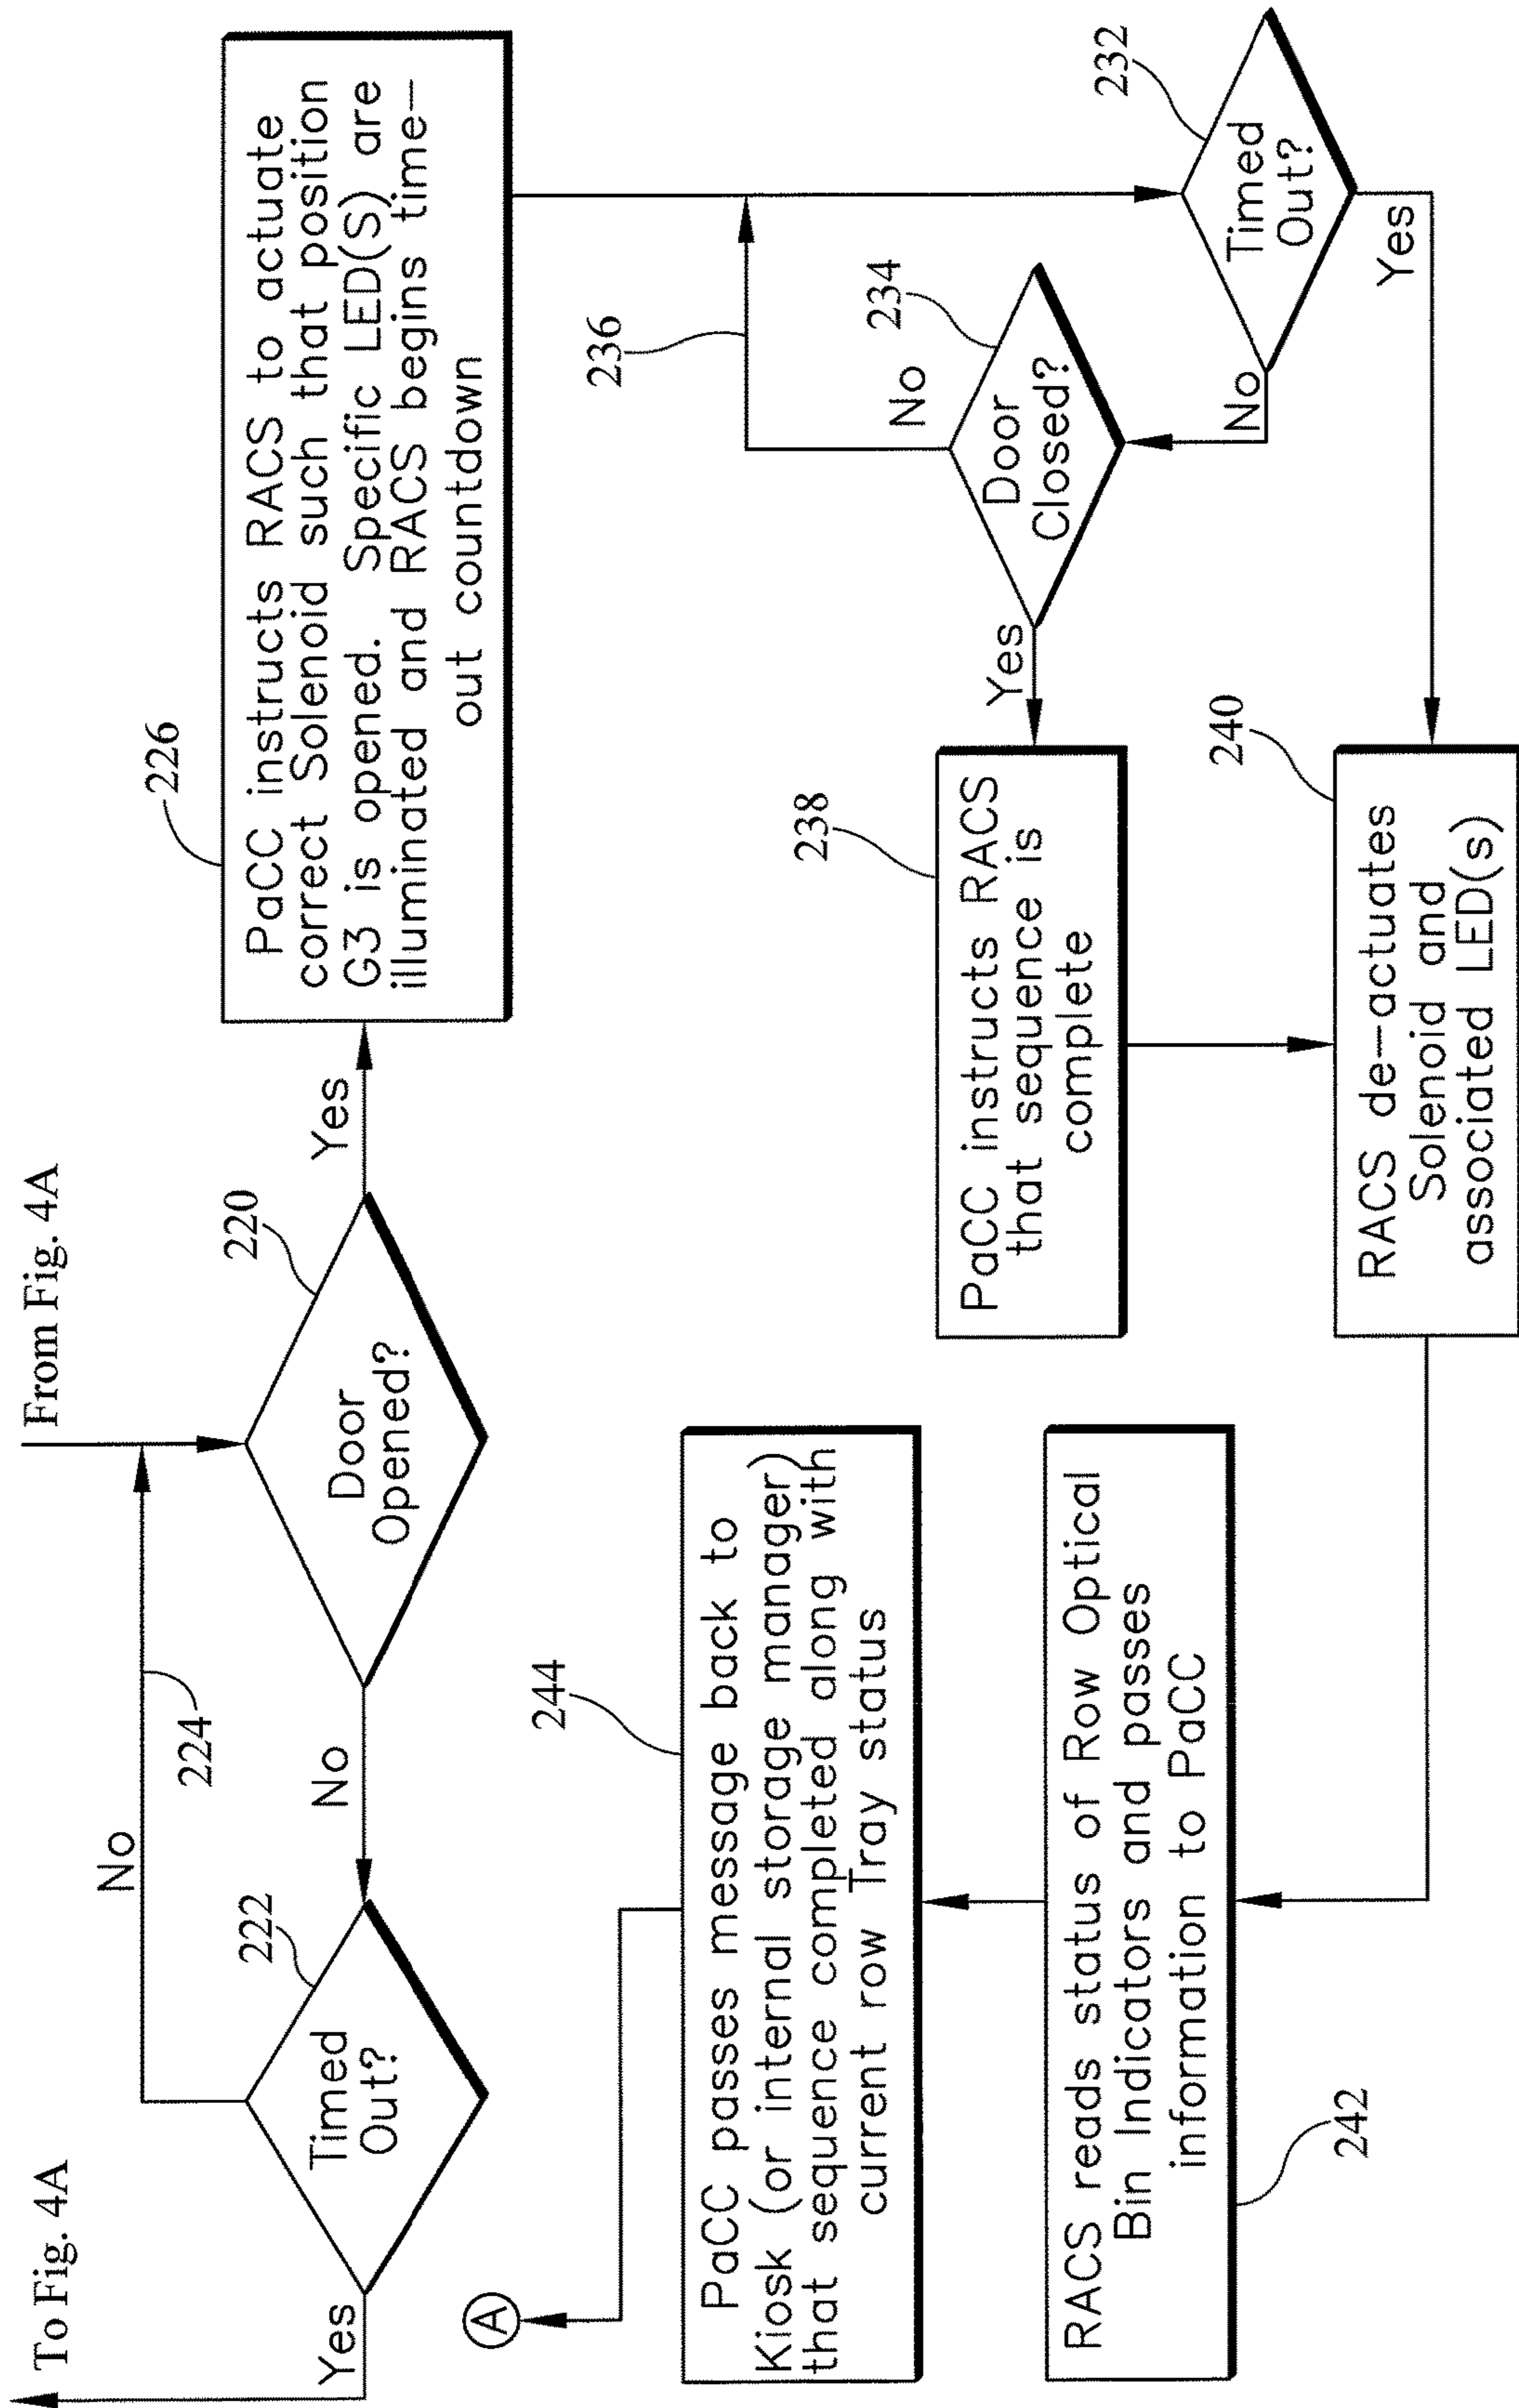 To Fig. 4A
From Fig. 4A
No
224
222
Timed
Out?
Yes
No
220
Door
Opened?
Yes
226
PaCC instructs RACS to actuate
correct Solenoid such that position
G3 is opened. Specific LED(S) are
illuminated and RACS begins time-
out countdown
236
No
234
Door
Closed?
Yes
232
Timed
Out?
No
Yes
238
PaCC instructs RACS
that sequence is
complete
240
RACS de-actuates
Solenoid and
associated LED(s)
A
244
PaCC passes message back to
Kiosk (or internal storage manager)
that sequence completed along with
current row Tray status
RACS reads status of Row Optical
Bin Indicators and passes
information to PaCC
242